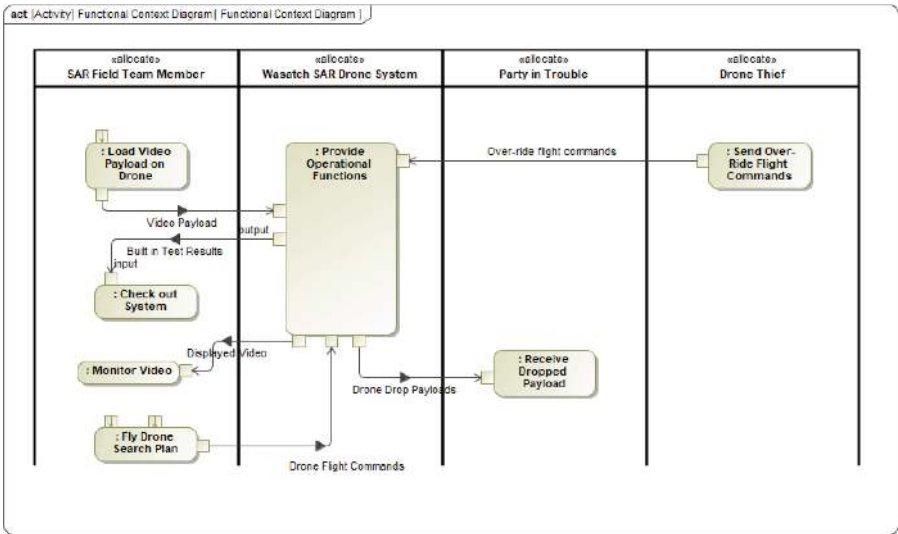 act [Activity] Functional Context Diagram[ Functional Context Diagram ]
«allocate»
SAR Field Team Member
«allocate»
Wasatch SAR Drone System
«allocate»
Party in Trouble
«allocate»
Drone Thief
: Load Video
Payload on
Drone
: Provide
Operational
Functions
Over-ride flight commands
: Send Over-
Ride Flight
Commands
Video Payload
output
Built in Test Results
input
: Check out
System
Displayed Video
: Monitor Video
: Receive
Dropped
Payload
Drone Drop Payloads
: Fly Drone
Search Plan
Drone Flight Commands